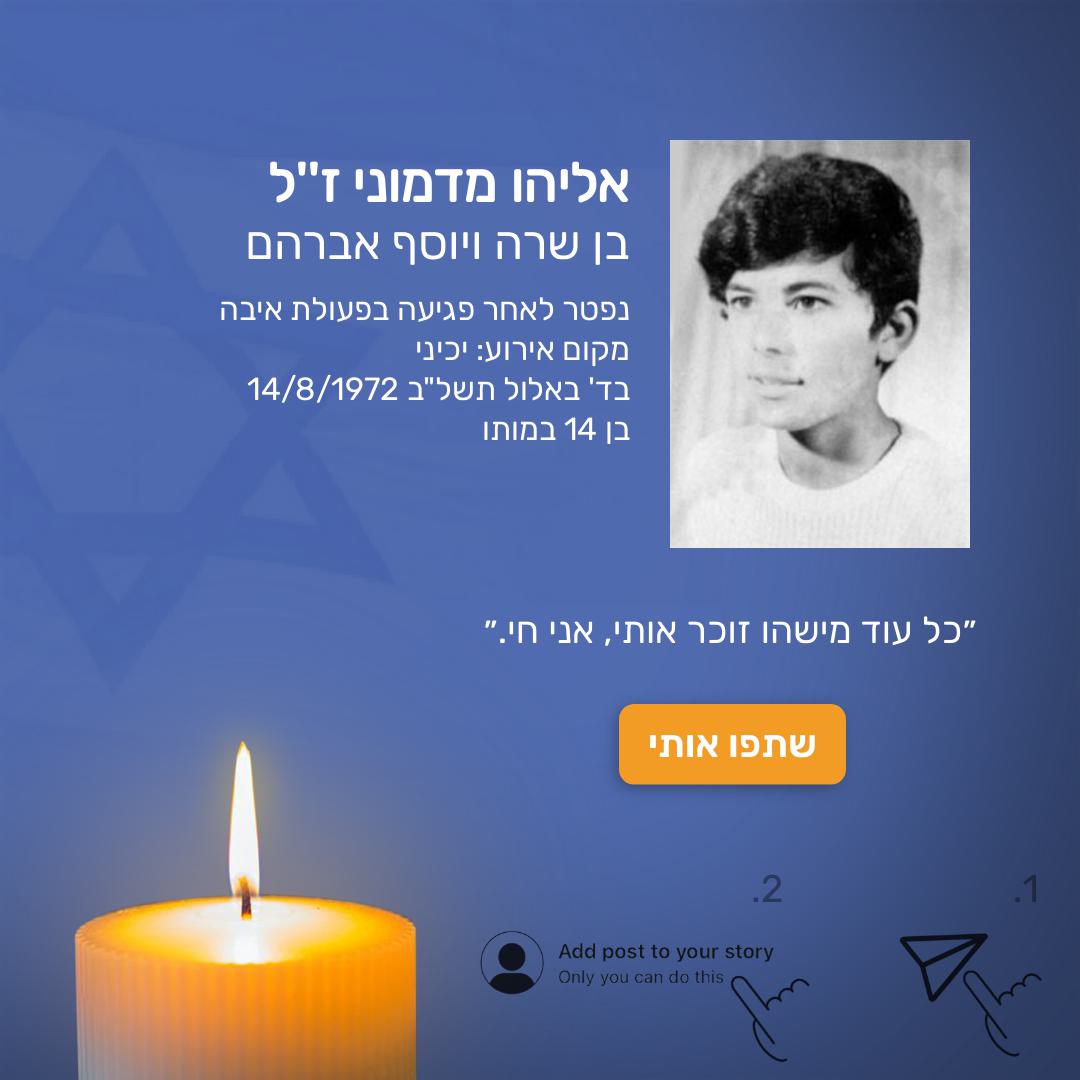 אליהו מדמוני ז"ל
בן שרה ויוסף אברהם
נפטר לאחר פגיעה בפעולת איבה
מקום אירוע: יכיני
בד' באלול תשל"ב 14/8/1972
בן 14 במותו
״כל עוד מישהו זוכר אותי, אני חי.״
שתפו אותי
.1
.2
Add post to your story
Only you can do this